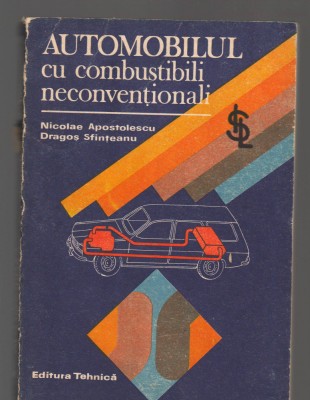 AUTOMOBILUL
cu combustibili
neconvenționali
Nicolae Apostolescu
Dragoș Sfințeanu
Editura Tehnică